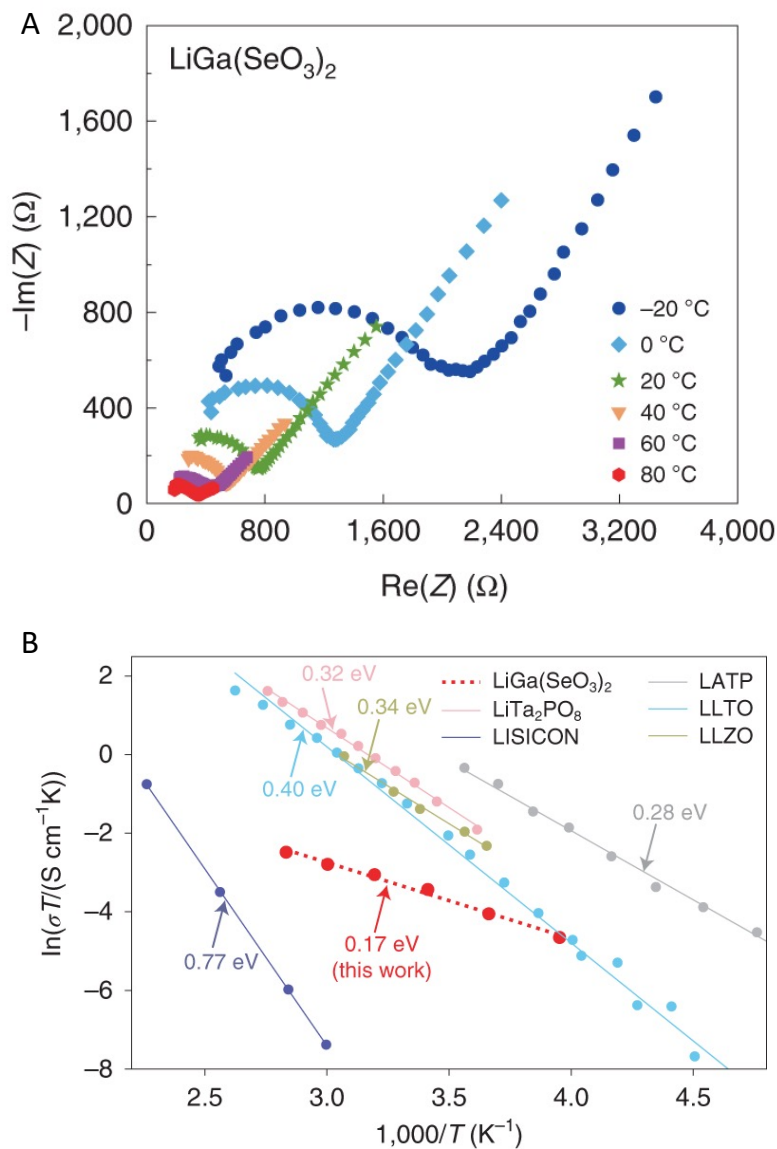 A
LiGa(SeO₃)₂
2,000
1,600
1,200
800
400
0
−Im(Z) (Ω)
−20 °C
0 °C
20 °C
40 °C
60 °C
80 °C
0 800 1,600 2,400 3,200 4,000
Re(Z) (Ω)
B
2
0
−2
−4
−6
−8
ln(σT/(S cm⁻¹K))
0.32 eV
0.34 eV
0.40 eV
0.28 eV
0.77 eV
0.17 eV
(this work)
LiGa(SeO₃)₂
LiTa₂PO₈
LISICON
LATP
LLTO
LLZO
2.5 3.0 3.5 4.0 4.5
1,000/T (K⁻¹)